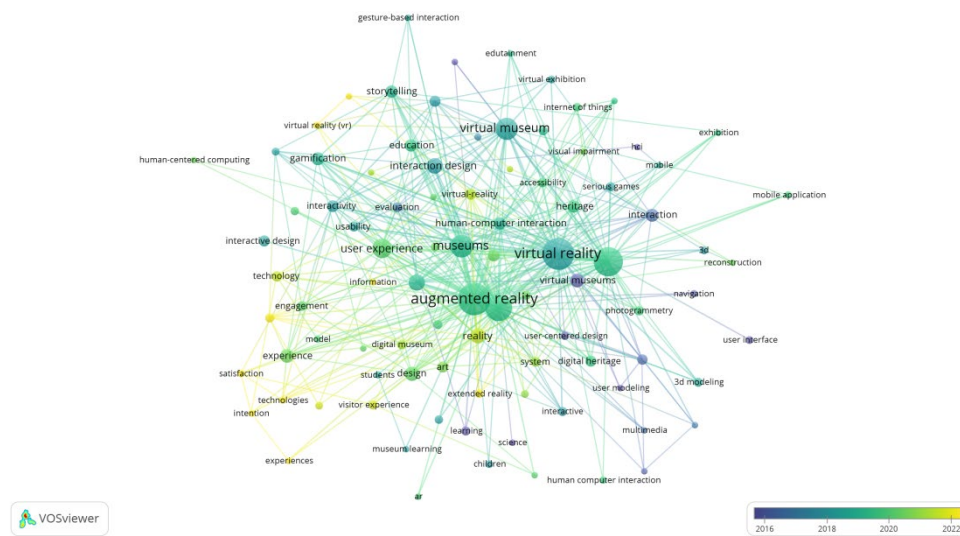 gesture-based interaction
edutainment
virtual exhibition
storytelling
internet of things
virtual reality (vr)
virtual museum
exhibition
education
visual impairment
hci
human-centered computing
gamification
interaction design
mobile
accessibility
serious games
virtual-reality
mobile application
interactivity
evaluation
heritage
interaction
usability
human-computer interaction
interactive design
user experience
museums
virtual reality
3d
reconstruction
technology
information
virtual museums
navigation
augmented reality
engagement
photogrammetry
model
reality
user-centered design
user interface
digital museum
experience
system
digital heritage
art
satisfaction
students
design
3d modeling
extended reality
user modeling
technologies
visitor experience
intention
interactive
learning
multimedia
science
museum learning
experiences
children
human computer interaction
ar
VOSviewer
2016 2018 2020 2022